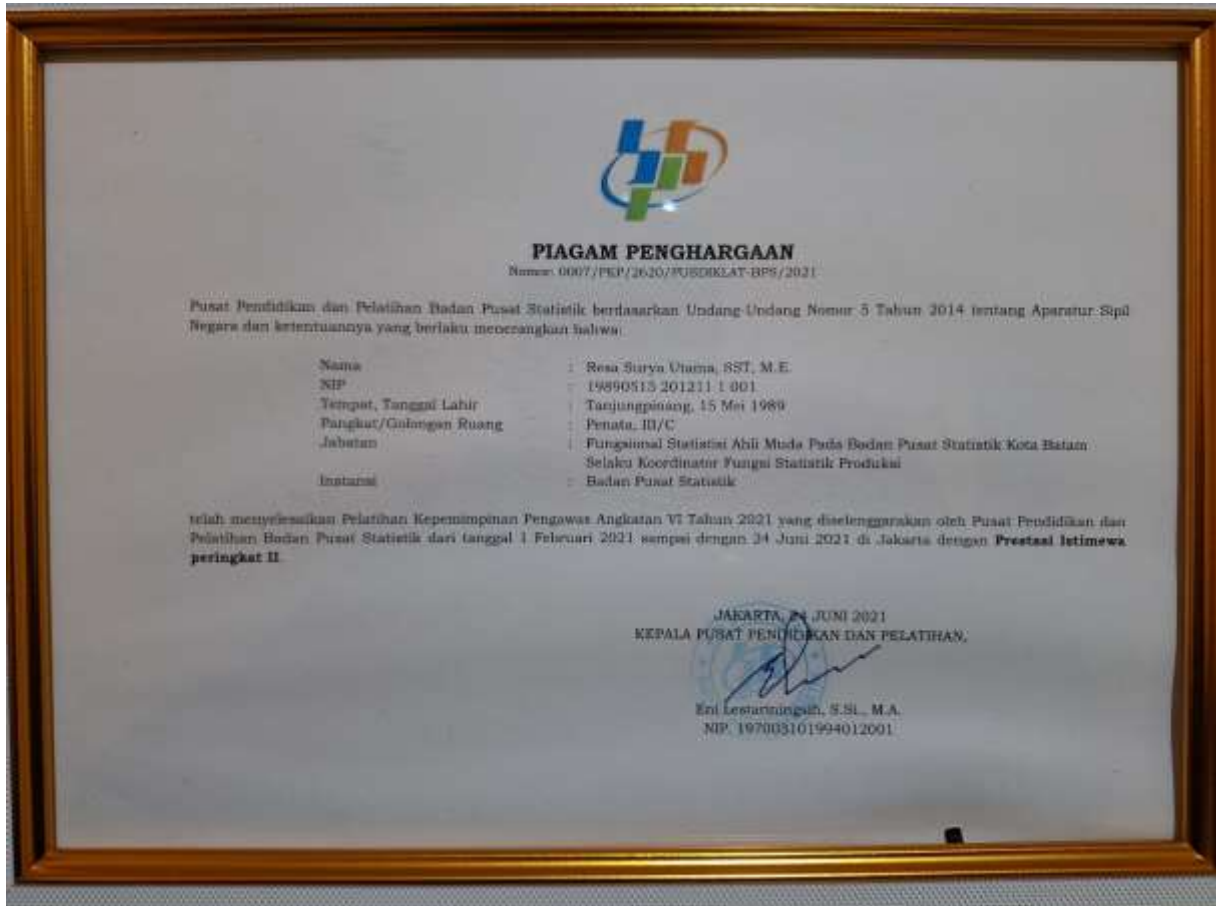 PIAGAM PENGHARGAAN
Nomor: 0007/PKP/2620/PUSDIKLAT-BPS/2021
Pusat Pendidikan dan Pelatihan Badan Pusat Statistik berdasarkan Undang-Undang Nomor 5 Tahun 2014 tentang Aparatur Sipil
Negara dan ketentuannya yang berlaku menerangkan bahwa:
Nama : Resa Surya Utama, SST, M.E.
NIP : 19890515 201211 1 001
Tempat, Tanggal Lahir : Tanjungpinang, 15 Mei 1989
Pangkat/Golongan Ruang : Penata, III/C
Jabatan : Fungsional Statistisi Ahli Muda Pada Badan Pusat Statistik Kota Batam
Selaku Koordinator Fungsi Statistik Produksi
Instansi : Badan Pusat Statistik
telah menyelesaikan Pelatihan Kepemimpinan Pengawas Angkatan VI Tahun 2021 yang diselenggarakan oleh Pusat Pendidikan dan
Pelatihan Badan Pusat Statistik dari tanggal 1 Februari 2021 sampai dengan 24 Juni 2021 di Jakarta dengan Prestasi Istimewa
peringkat II.
JAKARTA, 24 JUNI 2021
KEPALA PUSAT PENDIDIKAN DAN PELATIHAN,
Eni Lestariningsih, S.Si., M.A.
NIP. 197003101994012001